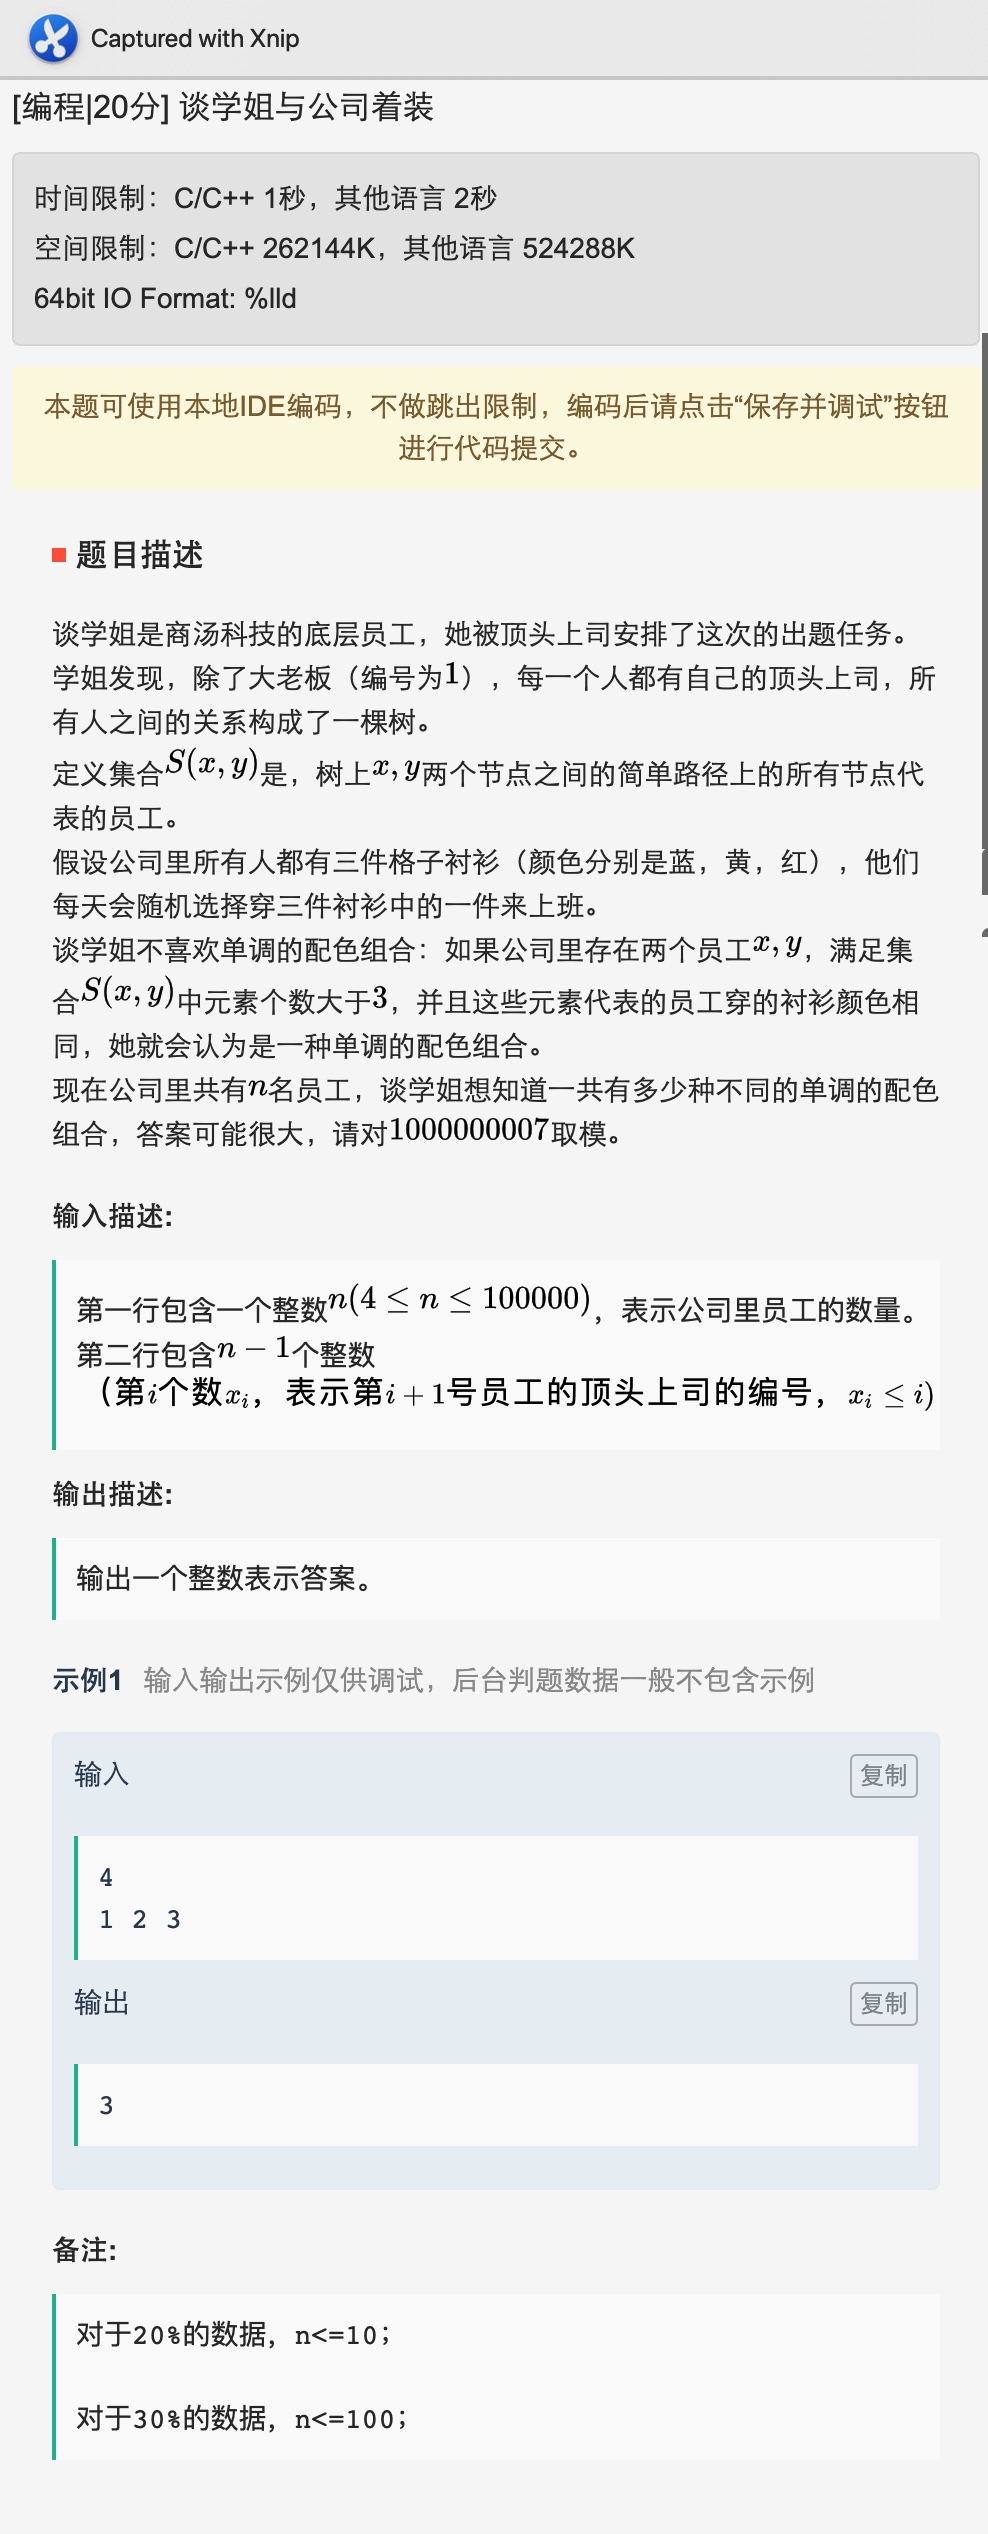 Captured with Xnip
[编程|20分] 谈学姐与公司着装
时间限制：C/C++ 1秒，其他语言 2秒
空间限制：C/C++ 262144K，其他语言 524288K
64bit IO Format: %lld
本题可使用本地IDE编码，不做跳出限制，编码后请点击“保存并调试”按钮
进行代码提交。
题目描述
谈学姐是商汤科技的底层员工，她被顶头上司安排了这次的出题任务。
学姐发现，除了大老板（编号为1），每一个人都有自己的顶头上司，所
有人之间的关系构成了一棵树。
定义集合S(x, y)是，树上x, y两个节点之间的简单路径上的所有节点代
表的员工。
假设公司里所有人都有三件格子衬衫（颜色分别是蓝，黄，红），他们
每天会随机选择穿三件衬衫中的一件来上班。
谈学姐不喜欢单调的配色组合：如果公司里存在两个员工x, y，满足集
合S(x, y)中元素个数大于3，并且这些元素代表的员工穿的衬衫颜色相
同，她就会认为是一种单调的配色组合。
现在公司里共有n名员工，谈学姐想知道一共有多少种不同的单调的配色
组合，答案可能很大，请对1000000007取模。
输入描述:
第一行包含一个整数n(4 ≤ n ≤ 100000)，表示公司里员工的数量。
第二行包含n − 1个整数
（第i个数xᵢ，表示第i + 1号员工的顶头上司的编号，xᵢ ≤ i)
输出描述:
输出一个整数表示答案。
示例1 输入输出示例仅供调试，后台判题数据一般不包含示例
输入 复制
4
1 2 3
输出 复制
3
备注:
对于20%的数据，n<=10；
对于30%的数据，n<=100；